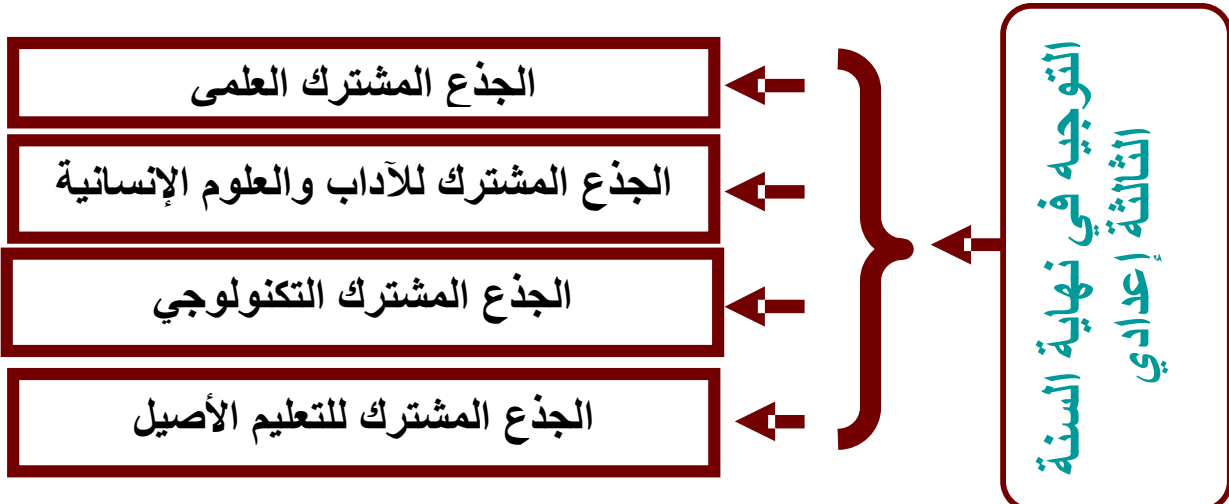 التوجيه في نهاية السنة
الثالثة إعدادي
الجذع المشترك العلمى
الجذع المشترك للآداب والعلوم الإنسانية
الجذع المشترك التكنولوجي
الجذع المشترك للتعليم الأصيل